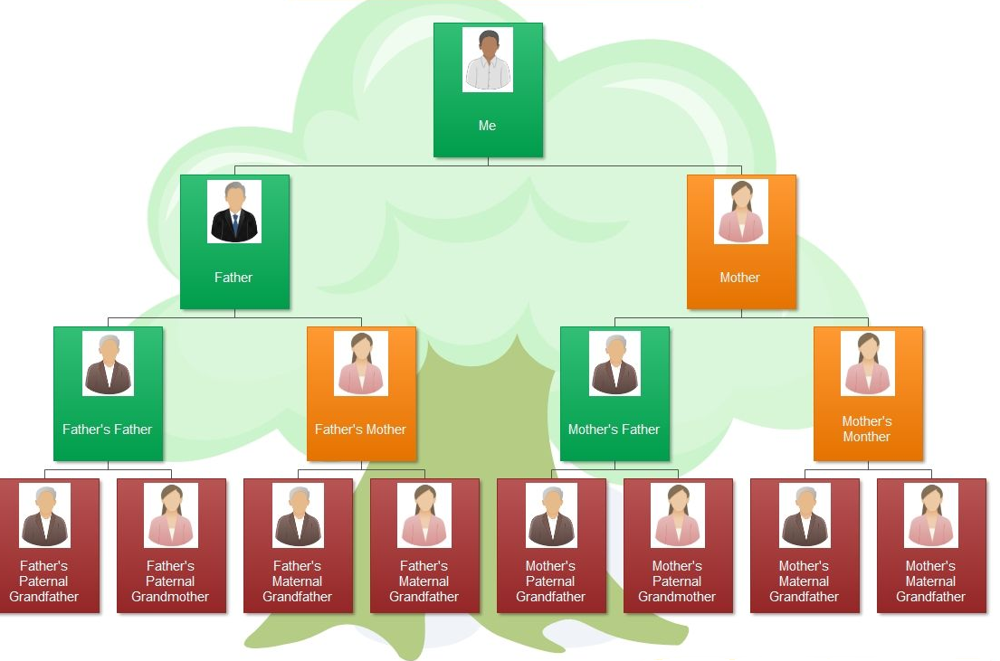 Me
Father
Mother
Father's Father
Father's Mother
Mother's Father
Mother's
Monther
Father's
Paternal
Grandfather
Father's
Paternal
Grandmother
Father's
Maternal
Grandfather
Father's
Maternal
Grandfather
Mother's
Paternal
Grandfather
Mother's
Paternal
Grandmother
Mother's
Maternal
Grandfather
Mother's
Maternal
Grandfather